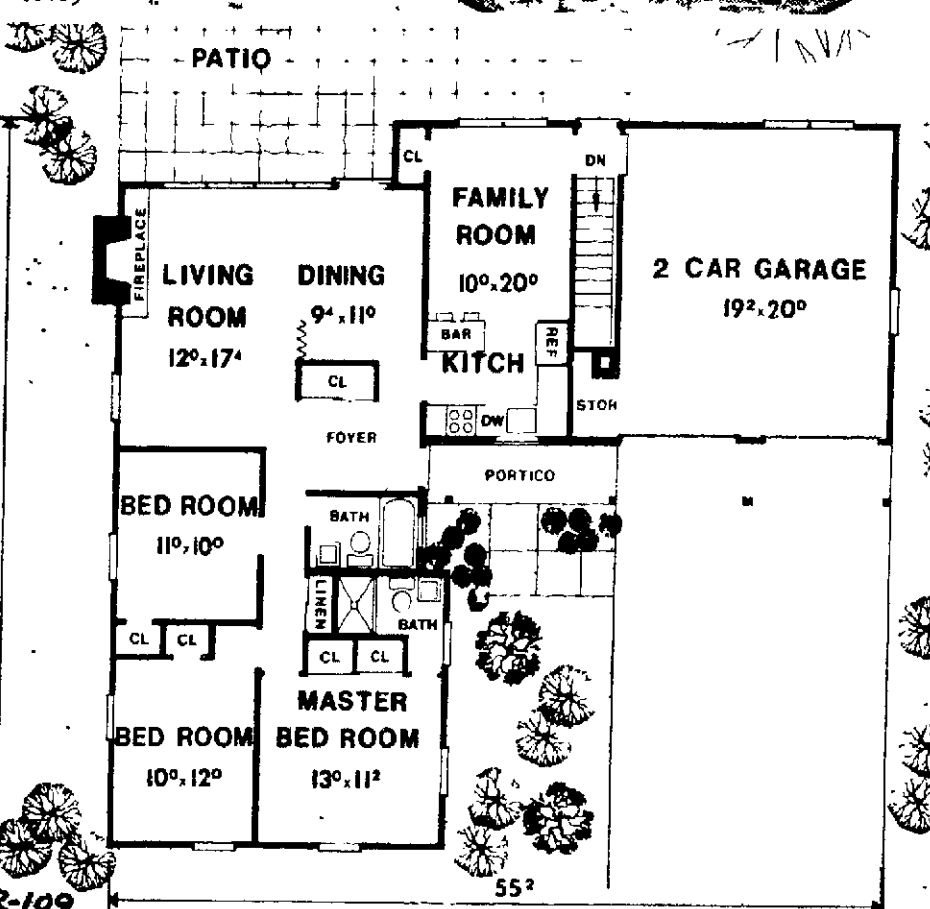 PATIO
CL
DN
FAMILY
ROOM
10⁰x20⁰
FIREPLACE
LIVING
ROOM
12⁰x17⁴
DINING
9⁴x11⁰
2 CAR GARAGE
19²x20⁰
BAR
REF
KITCH
CL
STOR
DW
FOYER
PORTICO
BED ROOM
11⁰x10⁰
BATH
LINEN
BATH
CL
CL
CL
CL
MASTER
BED ROOM
13⁰x11²
BED ROOM
10⁰x12⁰
55²
-109